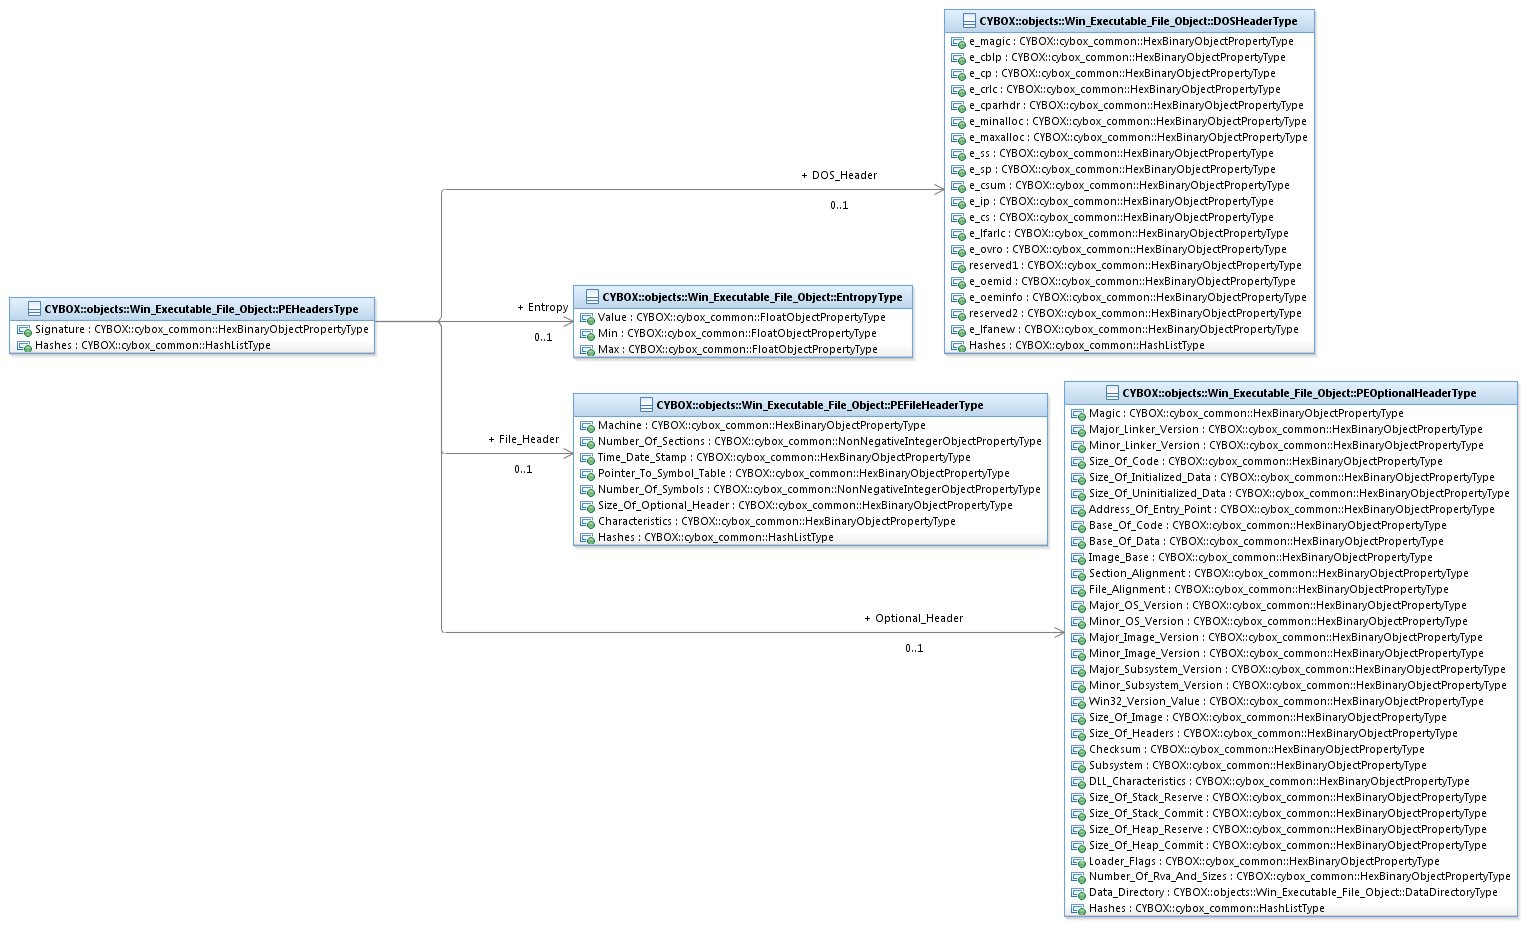 CYBOX::objects::Win_Executable_File_Object::DOSHeaderType
e_magic : CYBOX::cybox_common::HexBinaryObjectPropertyType
e_cblp : CYBOX::cybox_common::HexBinaryObjectPropertyType
e_cp : CYBOX::cybox_common::HexBinaryObjectPropertyType
e_crlc : CYBOX::cybox_common::HexBinaryObjectPropertyType
e_cparhdr : CYBOX::cybox_common::HexBinaryObjectPropertyType
e_minalloc : CYBOX::cybox_common::HexBinaryObjectPropertyType
e_maxalloc : CYBOX::cybox_common::HexBinaryObjectPropertyType
e_ss : CYBOX::cybox_common::HexBinaryObjectPropertyType
e_sp : CYBOX::cybox_common::HexBinaryObjectPropertyType
e_csum : CYBOX::cybox_common::HexBinaryObjectPropertyType
e_ip : CYBOX::cybox_common::HexBinaryObjectPropertyType
e_cs : CYBOX::cybox_common::HexBinaryObjectPropertyType
e_lfarlc : CYBOX::cybox_common::HexBinaryObjectPropertyType
e_ovro : CYBOX::cybox_common::HexBinaryObjectPropertyType
reserved1 : CYBOX::cybox_common::HexBinaryObjectPropertyType
e_oemid : CYBOX::cybox_common::HexBinaryObjectPropertyType
e_oeminfo : CYBOX::cybox_common::HexBinaryObjectPropertyType
reserved2 : CYBOX::cybox_common::HexBinaryObjectPropertyType
e_lfanew : CYBOX::cybox_common::HexBinaryObjectPropertyType
Hashes : CYBOX::cybox_common::HashListType
+ DOS_Header
0..1
CYBOX::objects::Win_Executable_File_Object::PEHeadersType
Signature : CYBOX::cybox_common::HexBinaryObjectPropertyType
Hashes : CYBOX::cybox_common::HashListType
+ Entropy
0..1
CYBOX::objects::Win_Executable_File_Object::EntropyType
Value : CYBOX::cybox_common::FloatObjectPropertyType
Min : CYBOX::cybox_common::FloatObjectPropertyType
Max : CYBOX::cybox_common::FloatObjectPropertyType
+ File_Header
0..1
CYBOX::objects::Win_Executable_File_Object::PEFileHeaderType
Machine : CYBOX::cybox_common::HexBinaryObjectPropertyType
Number_Of_Sections : CYBOX::cybox_common::NonNegativeIntegerObjectPropertyType
Time_Date_Stamp : CYBOX::cybox_common::HexBinaryObjectPropertyType
Pointer_To_Symbol_Table : CYBOX::cybox_common::HexBinaryObjectPropertyType
Number_Of_Symbols : CYBOX::cybox_common::NonNegativeIntegerObjectPropertyType
Size_Of_Optional_Header : CYBOX::cybox_common::HexBinaryObjectPropertyType
Characteristics : CYBOX::cybox_common::HexBinaryObjectPropertyType
Hashes : CYBOX::cybox_common::HashListType
+ Optional_Header
0..1
CYBOX::objects::Win_Executable_File_Object::PEOptionalHeaderType
Magic : CYBOX::cybox_common::HexBinaryObjectPropertyType
Major_Linker_Version : CYBOX::cybox_common::HexBinaryObjectPropertyType
Minor_Linker_Version : CYBOX::cybox_common::HexBinaryObjectPropertyType
Size_Of_Code : CYBOX::cybox_common::HexBinaryObjectPropertyType
Size_Of_Initialized_Data : CYBOX::cybox_common::HexBinaryObjectPropertyType
Size_Of_Uninitialized_Data : CYBOX::cybox_common::HexBinaryObjectPropertyType
Address_Of_Entry_Point : CYBOX::cybox_common::HexBinaryObjectPropertyType
Base_Of_Code : CYBOX::cybox_common::HexBinaryObjectPropertyType
Base_Of_Data : CYBOX::cybox_common::HexBinaryObjectPropertyType
Image_Base : CYBOX::cybox_common::HexBinaryObjectPropertyType
Section_Alignment : CYBOX::cybox_common::HexBinaryObjectPropertyType
File_Alignment : CYBOX::cybox_common::HexBinaryObjectPropertyType
Major_OS_Version : CYBOX::cybox_common::HexBinaryObjectPropertyType
Minor_OS_Version : CYBOX::cybox_common::HexBinaryObjectPropertyType
Major_Image_Version : CYBOX::cybox_common::HexBinaryObjectPropertyType
Minor_Image_Version : CYBOX::cybox_common::HexBinaryObjectPropertyType
Major_Subsystem_Version : CYBOX::cybox_common::HexBinaryObjectPropertyType
Minor_Subsystem_Version : CYBOX::cybox_common::HexBinaryObjectPropertyType
Win32_Version_Value : CYBOX::cybox_common::HexBinaryObjectPropertyType
Size_Of_Image : CYBOX::cybox_common::HexBinaryObjectPropertyType
Size_Of_Headers : CYBOX::cybox_common::HexBinaryObjectPropertyType
Checksum : CYBOX::cybox_common::HexBinaryObjectPropertyType
Subsystem : CYBOX::cybox_common::HexBinaryObjectPropertyType
DLL_Characteristics : CYBOX::cybox_common::HexBinaryObjectPropertyType
Size_Of_Stack_Reserve : CYBOX::cybox_common::HexBinaryObjectPropertyType
Size_Of_Stack_Commit : CYBOX::cybox_common::HexBinaryObjectPropertyType
Size_Of_Heap_Reserve : CYBOX::cybox_common::HexBinaryObjectPropertyType
Size_Of_Heap_Commit : CYBOX::cybox_common::HexBinaryObjectPropertyType
Loader_Flags : CYBOX::cybox_common::HexBinaryObjectPropertyType
Number_Of_Rva_And_Sizes : CYBOX::cybox_common::HexBinaryObjectPropertyType
Data_Directory : CYBOX::objects::Win_Executable_File_Object::DataDirectoryType
Hashes : CYBOX::cybox_common::HashListType